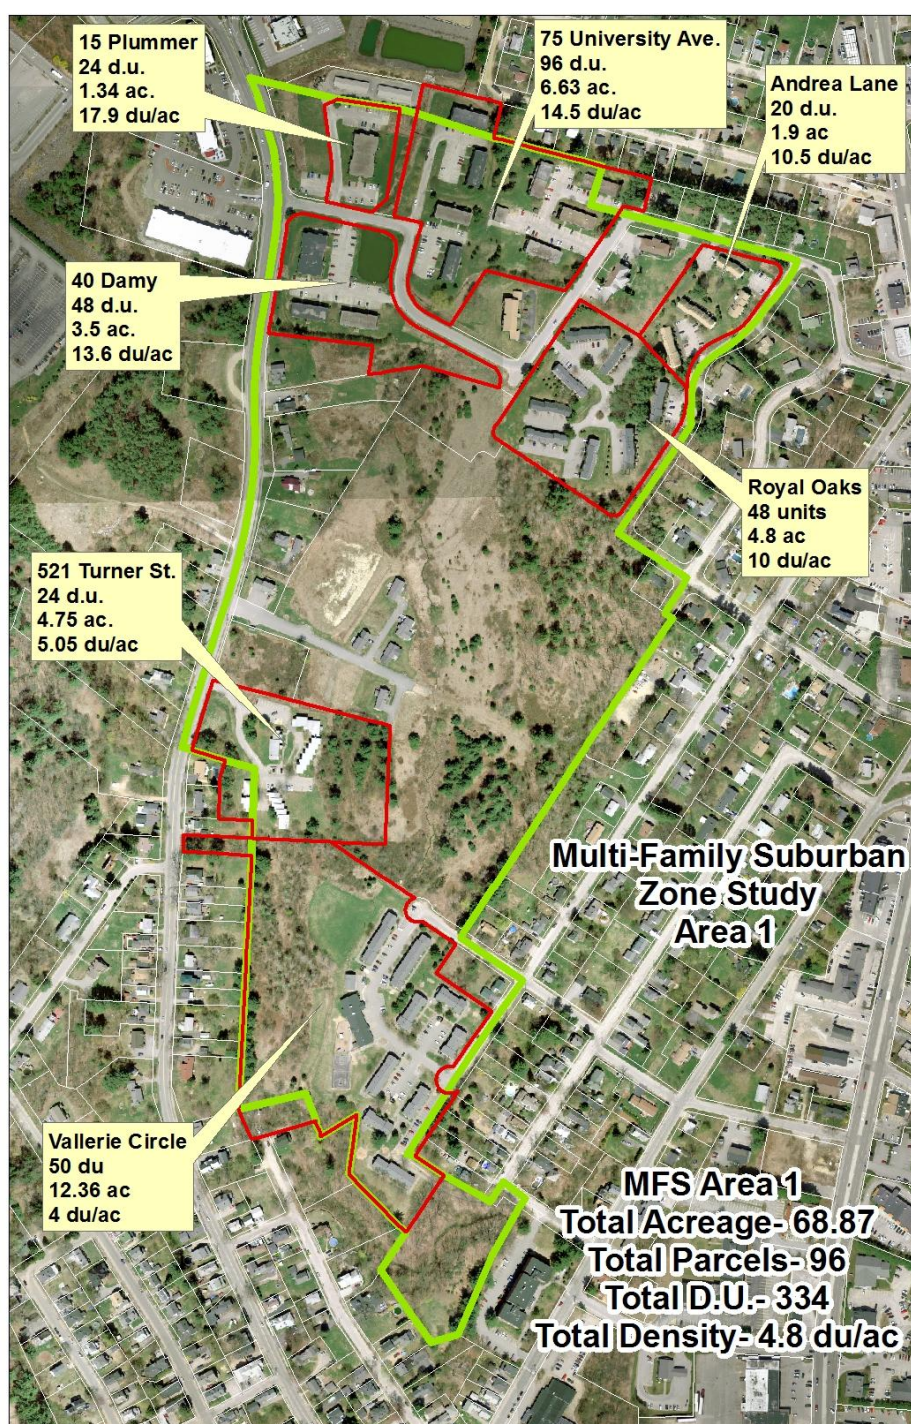 15 Plummer
24 d.u.
1.34 ac.
17.9 du/ac
75 University Ave.
96 d.u.
6.63 ac.
14.5 du/ac
Andrea Lane
20 d.u.
1.9 ac
10.5 du/ac
40 Damy
48 d.u.
3.5 ac.
13.6 du/ac
Royal Oaks
48 units
4.8 ac
10 du/ac
521 Turner St.
24 d.u.
4.75 ac.
5.05 du/ac
Multi-Family Suburban
Zone Study
Area 1
Vallerie Circle
50 du
12.36 ac
4 du/ac
MFS Area 1
Total Acreage- 68.87
Total Parcels- 96
Total D.U.- 334
Total Density- 4.8 du/ac